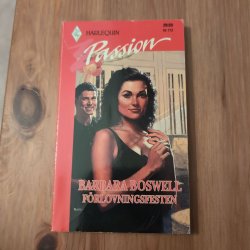 HARLEQUIN
Passion
BARBARA BOSWELL
FÖRLOVNINGSFESTEN